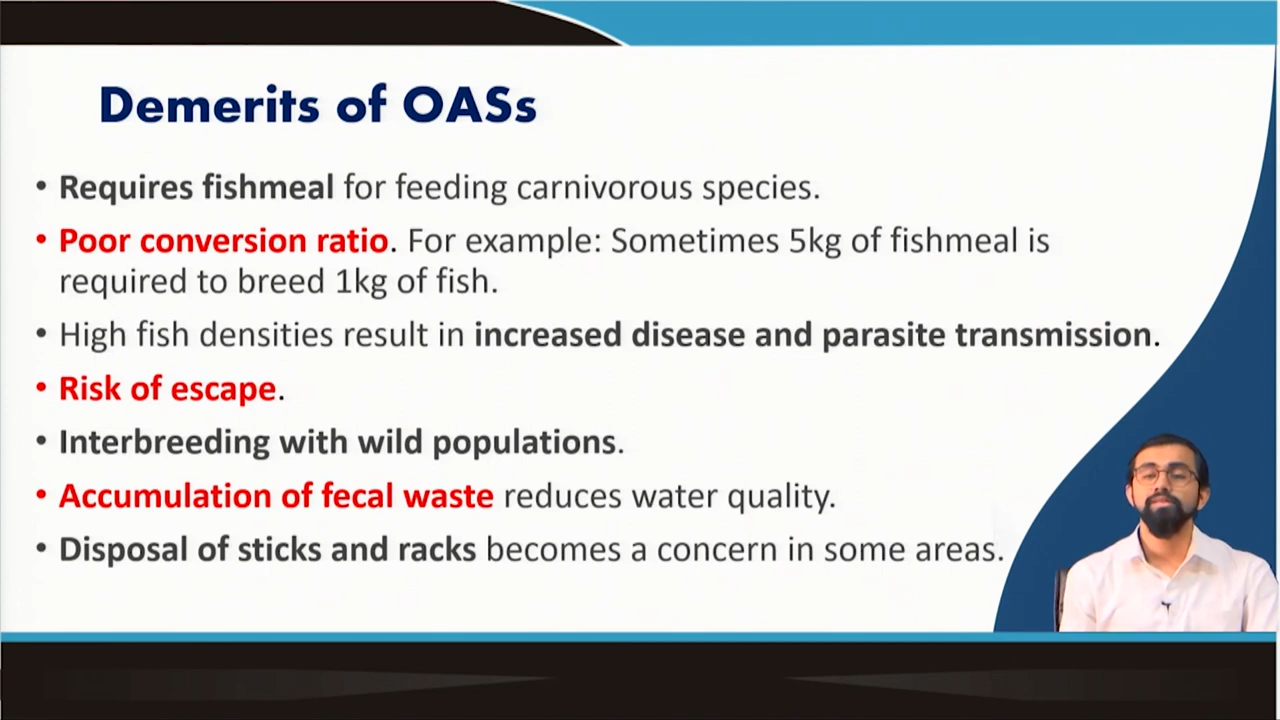 Demerits of OASs
• Requires fishmeal for feeding carnivorous species.
• Poor conversion ratio. For example: Sometimes 5kg of fishmeal is
required to breed 1kg of fish.
• High fish densities result in increased disease and parasite transmission.
• Risk of escape.
• Interbreeding with wild populations.
• Accumulation of fecal waste reduces water quality.
• Disposal of sticks and racks becomes a concern in some areas.